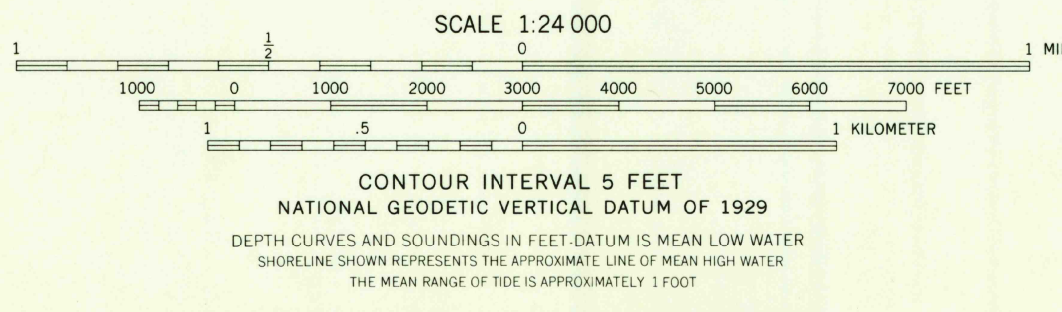 SCALE 1:24 000
1 1/2 0 1
1000 0 1000 2000 3000 4000 5000 6000 7000 FEET
1 .5 0 1 KILOMETER
CONTOUR INTERVAL 5 FEET
NATIONAL GEODETIC VERTICAL DATUM OF 1929
DEPTH CURVES AND SOUNDINGS IN FEET-DATUM IS MEAN LOW WATER
SHORELINE SHOWN REPRESENTS THE APPROXIMATE LINE OF MEAN HIGH WATER
THE MEAN RANGE OF TIDE IS APPROXIMATELY 1 FOOT